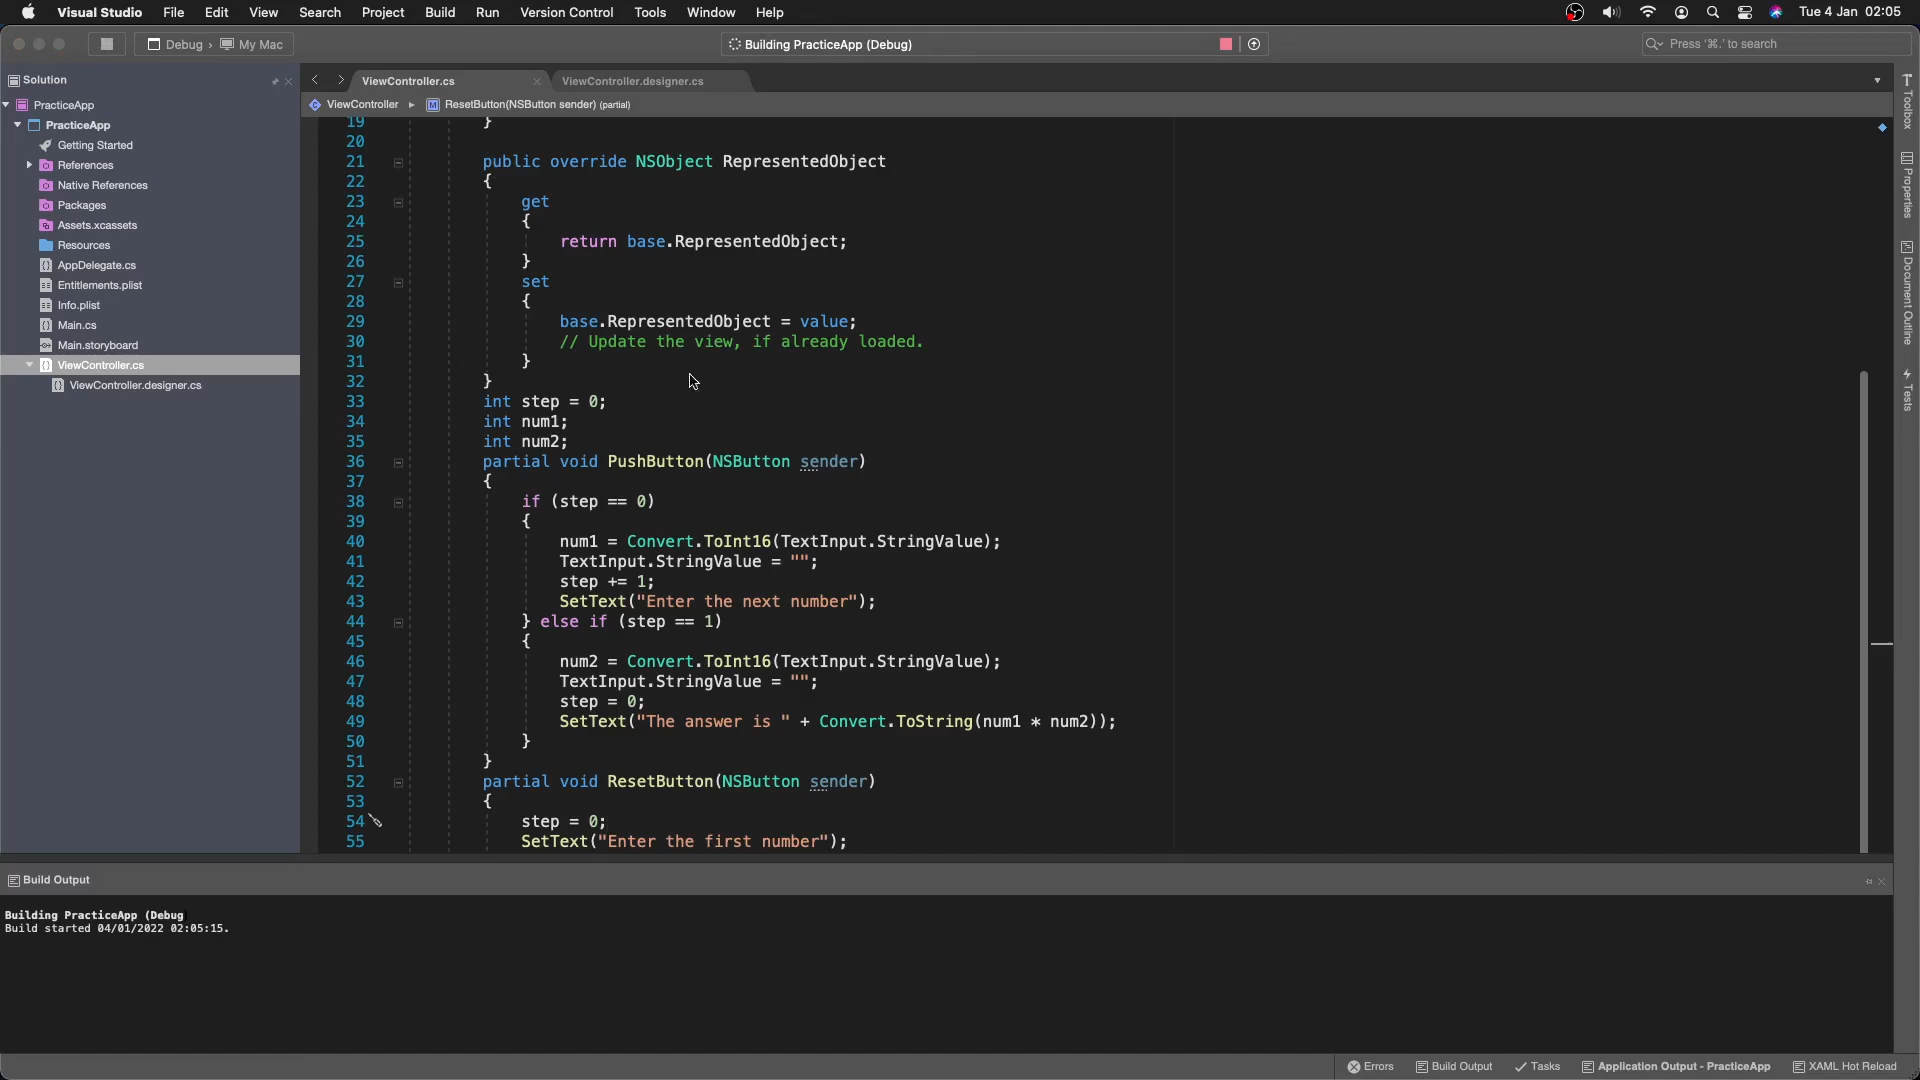 Visual Studio File Edit View Search Project Build Run Version Control Tools Window Help Tue 4 Jan 02:05
Debug › My Mac Building PracticeApp (Debug) Press '⌘.' to search
Solution
PracticeApp
PracticeApp
Getting Started
References
Native References
Packages
Assets.xcassets
Resources
AppDelegate.cs
Entitlements.plist
Info.plist
Main.cs
Main.storyboard
ViewController.cs
ViewController.designer.cs
ViewController.cs ViewController.designer.cs
ViewController ▸ M ResetButton(NSButton sender) (partial)
19 }
20
21 public override NSObject RepresentedObject
22 {
23 get
24 {
25 return base.RepresentedObject;
26 }
27 set
28 {
29 base.RepresentedObject = value;
30 // Update the view, if already loaded.
31 }
32 }
33 int step = 0;
34 int num1;
35 int num2;
36 partial void PushButton(NSButton sender)
37 {
38 if (step == 0)
39 {
40 num1 = Convert.ToInt16(TextInput.StringValue);
41 TextInput.StringValue = "";
42 step += 1;
43 SetText("Enter the next number");
44 } else if (step == 1)
45 {
46 num2 = Convert.ToInt16(TextInput.StringValue);
47 TextInput.StringValue = "";
48 step = 0;
49 SetText("The answer is " + Convert.ToString(num1 * num2));
50 }
51 }
52 partial void ResetButton(NSButton sender)
53 {
54 step = 0;
55 SetText("Enter the first number");
Toolbox
Properties
Document Outline
Tests
Build Output
Building PracticeApp (Debug
Build started 04/01/2022 02:05:15.
Errors Build Output Tasks Application Output - PracticeApp XAML Hot Reload